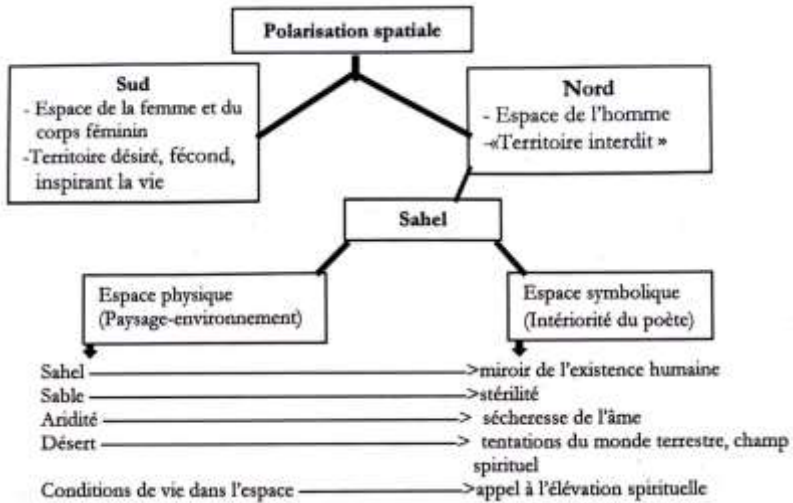 Polarisation spatiale
Sud
- Espace de la femme et du
corps féminin
-Territoire désiré, fécond,
inspirant la vie
Nord
- Espace de l'homme
-«Territoire interdit »
Sahel
Espace physique
(Paysage-environnement)
Espace symbolique
(Intériorité du poète)
Sahel —> miroir de l'existence humaine
Sable —> stérilité
Aridité —> sécheresse de l'âme
Désert —> tentations du monde terrestre, champ
spirituel
Conditions de vie dans l'espace —> appel à l'élévation spirituelle